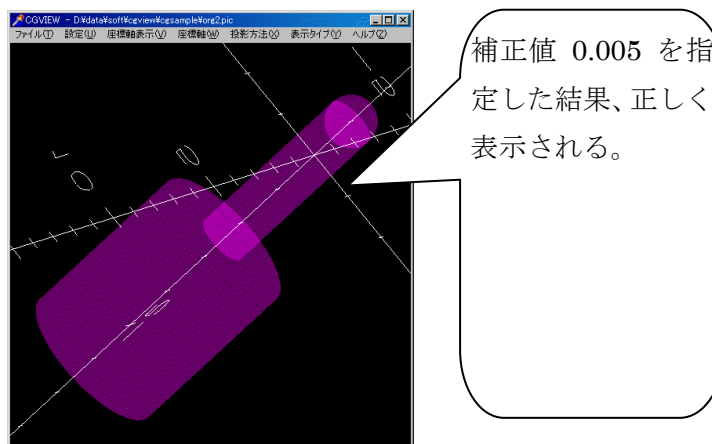 CGVIEW - D:¥data¥soft¥cgview¥cgsample¥org2.pic
ファイル(T) 設定(U) 座標軸表示(V) 座標軸(W) 投影方法(X) 表示タイプ(Y) ヘルプ(Z)
補正値 0.005 を指
定した結果、正しく
表示される。